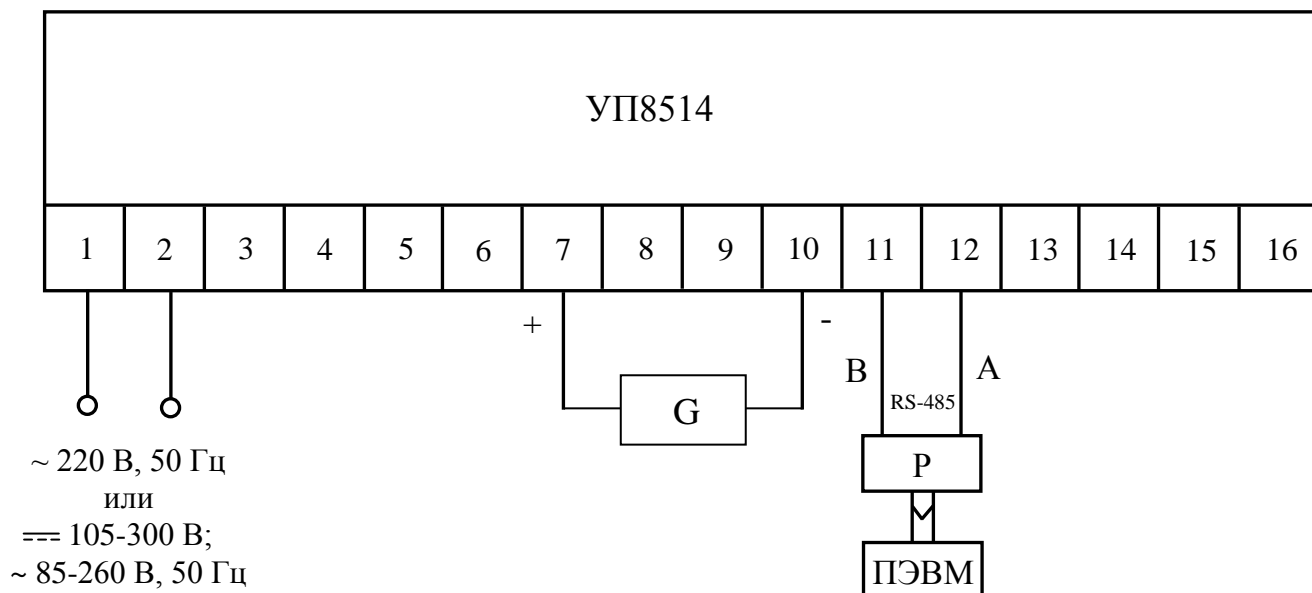 УП8514
1 2 3 4 5 6 7 8 9 10 11 12 13 14 15 16
+ -
G
B A
RS-485
P
ПЭВМ
~ 220 В, 50 Гц
или
105-300 В;
~ 85-260 В, 50 Гц